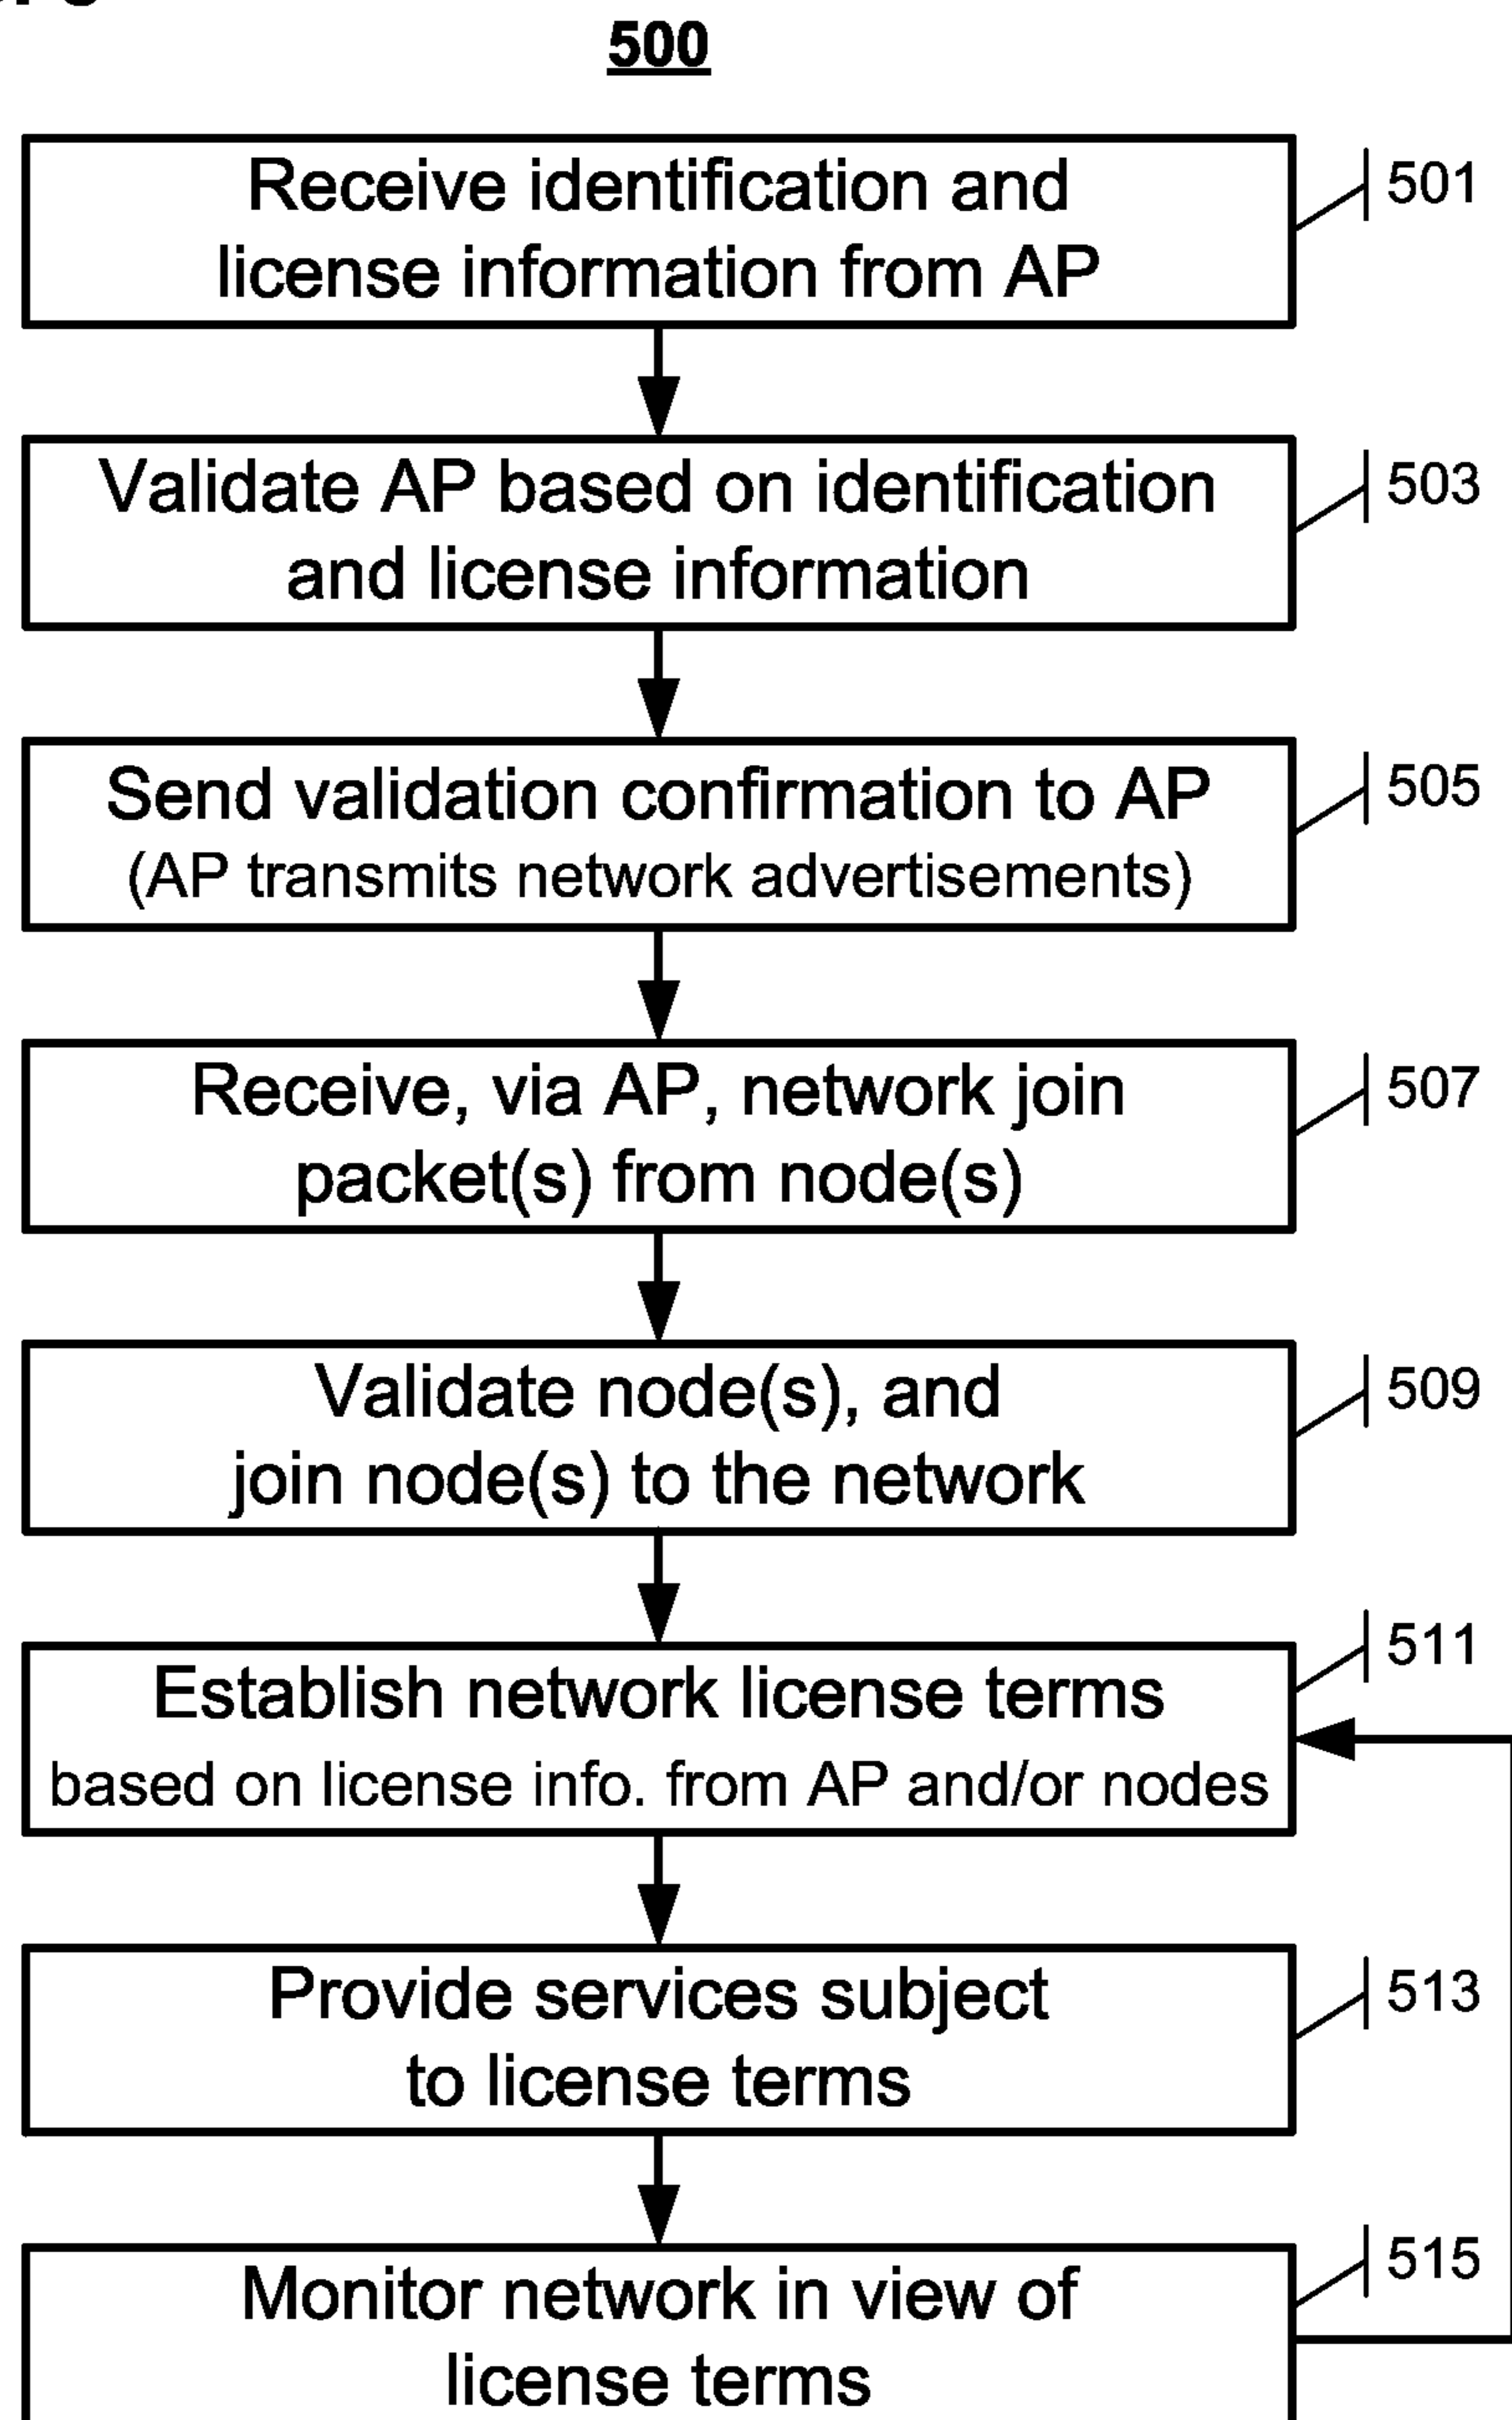 500
Receive identification and
license information from AP
501
Validate AP based on identification
and license information
503
Send validation confirmation to AP
(AP transmits network advertisements)
505
Receive, via AP, network join
packet(s) from node(s)
507
Validate node(s), and
join node(s) to the network
509
Establish network license terms
based on license info. from AP and/or nodes
511
Provide services subject
to license terms
513
Monitor network in view of
license terms
515